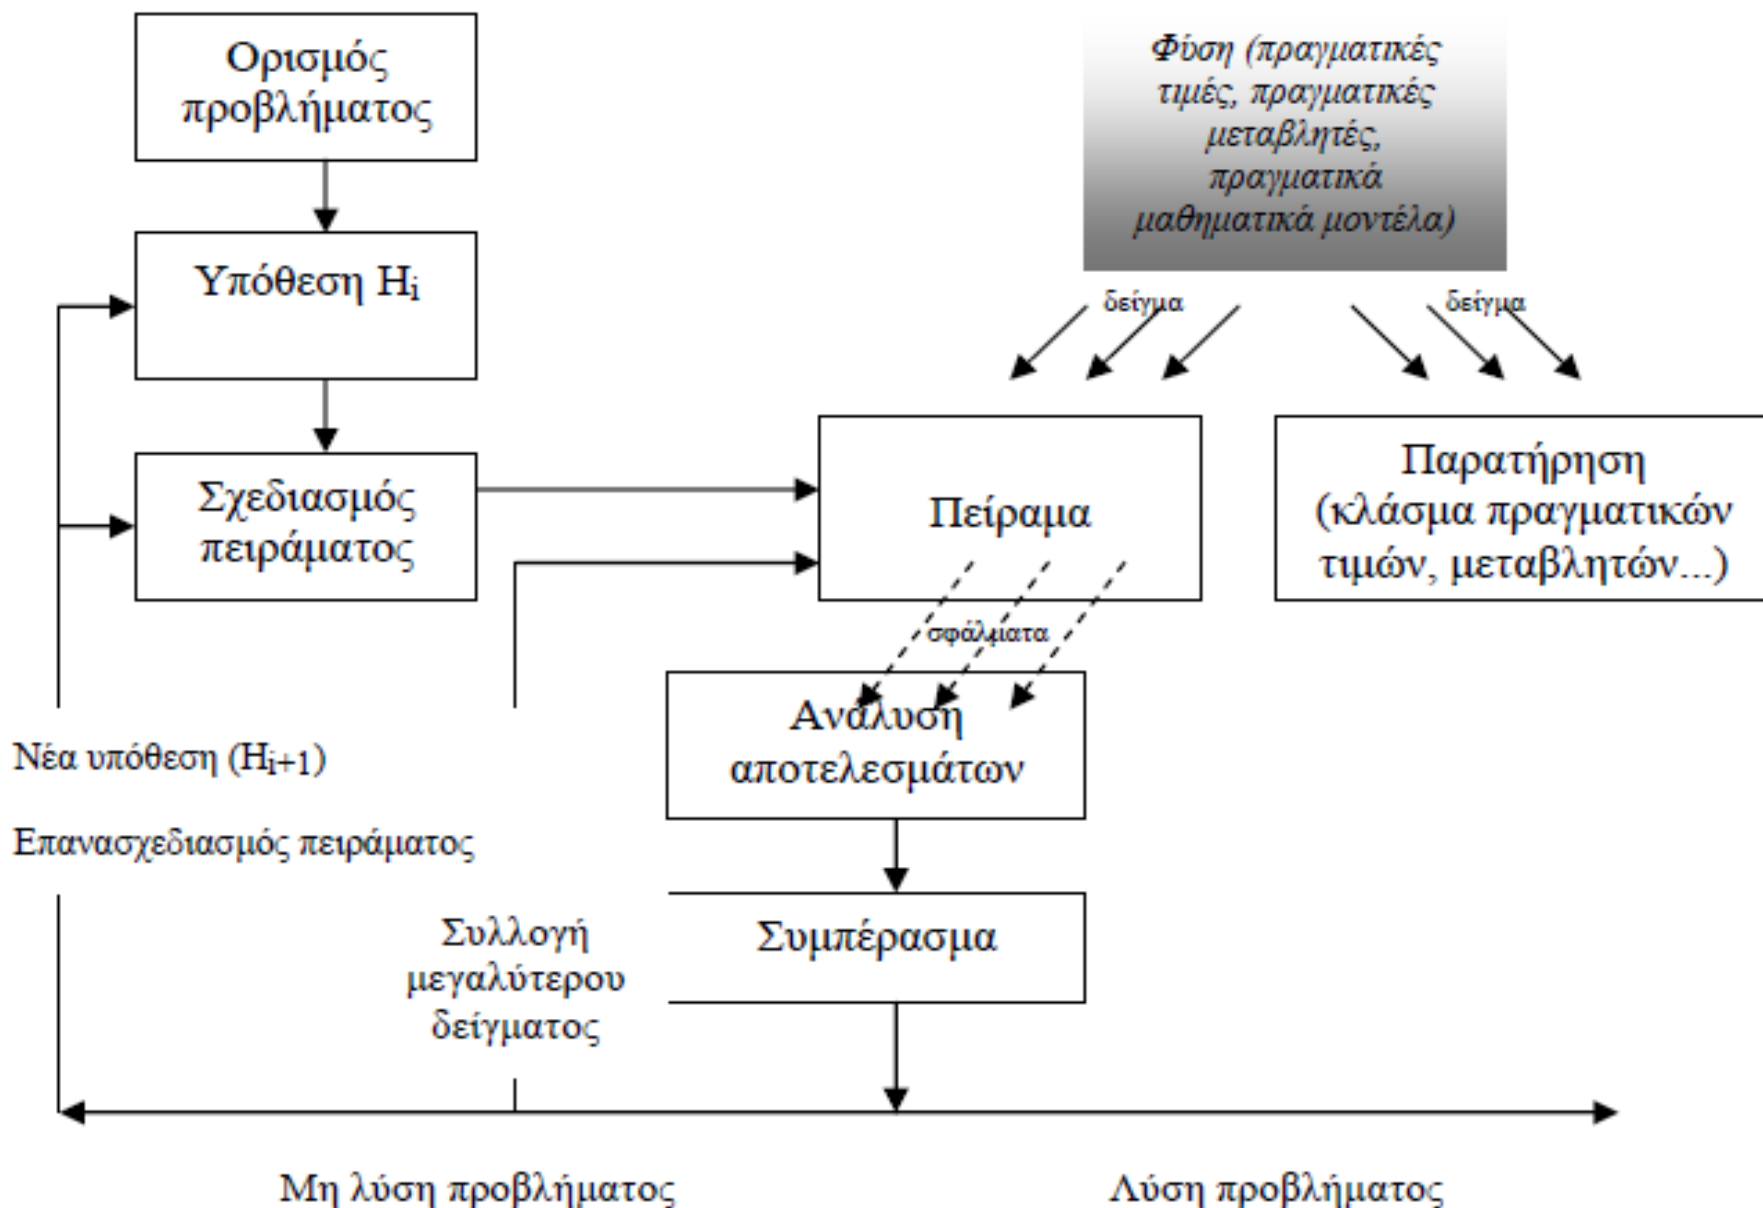 Ορισμός
προβλήματος
Φύση (πραγματικές
τιμές, πραγματικές
μεταβλητές,
πραγματικά
μαθηματικά μοντέλα)
Υπόθεση Hi
δείγμα
δείγμα
Σχεδιασμός
πειράματος
Πείραμα
Παρατήρηση
(κλάσμα πραγματικών
τιμών, μεταβλητών...)
σφάλματα
Ανάλυση
αποτελεσμάτων
Νέα υπόθεση (Hi+1)
Επανασχεδιασμός πειράματος
Συλλογή
μεγαλύτερου
δείγματος
Συμπέρασμα
Μη λύση προβλήματος
Λύση προβλήματος